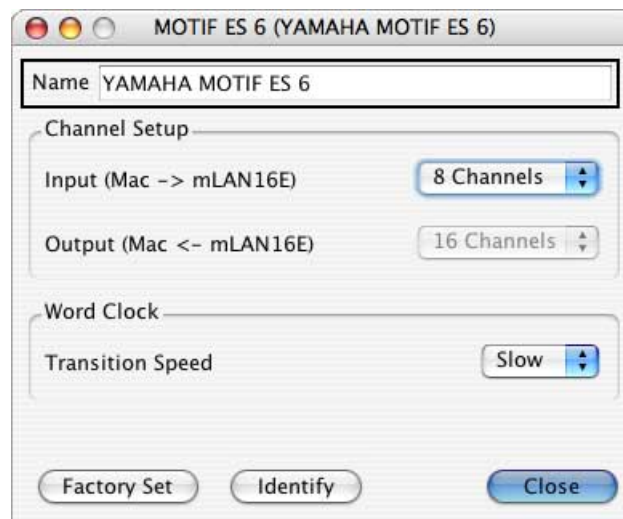 MOTIF ES 6 (YAMAHA MOTIF ES 6)
Name YAMAHA MOTIF ES 6
Channel Setup
Input (Mac -> mLAN16E) 8 Channels
Output (Mac <- mLAN16E) 16 Channels
Word Clock
Transition Speed Slow
Factory Set Identify Close